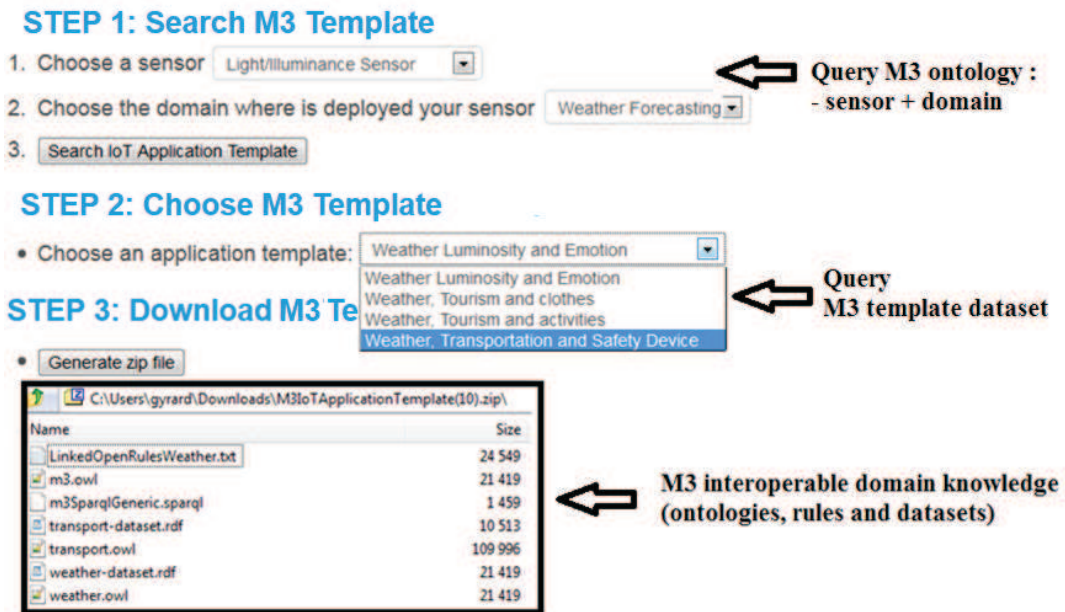 STEP 1: Search M3 Template
1. Choose a sensor Light/Illuminance Sensor
2. Choose the domain where is deployed your sensor Weather Forecasting
3. Search IoT Application Template
Query M3 ontology :
- sensor + domain
STEP 2: Choose M3 Template
• Choose an application template: Weather Luminosity and Emotion
Weather Luminosity and Emotion
Weather, Tourism and clothes
Weather, Tourism and activities
Weather, Transportation and Safety Device
Query
M3 template dataset
STEP 3: Download M3 Te
• Generate zip file
C:\Users\gyrard\Downloads\M3IoTApplicationTemplate(10).zip\
Name Size
LinkedOpenRulesWeather.txt 24 549
m3.owl 21 419
m3SparqlGeneric.sparql 1 459
transport-dataset.rdf 10 513
transport.owl 109 996
weather-dataset.rdf 21 419
weather.owl 21 419
M3 interoperable domain knowledge
(ontologies, rules and datasets)